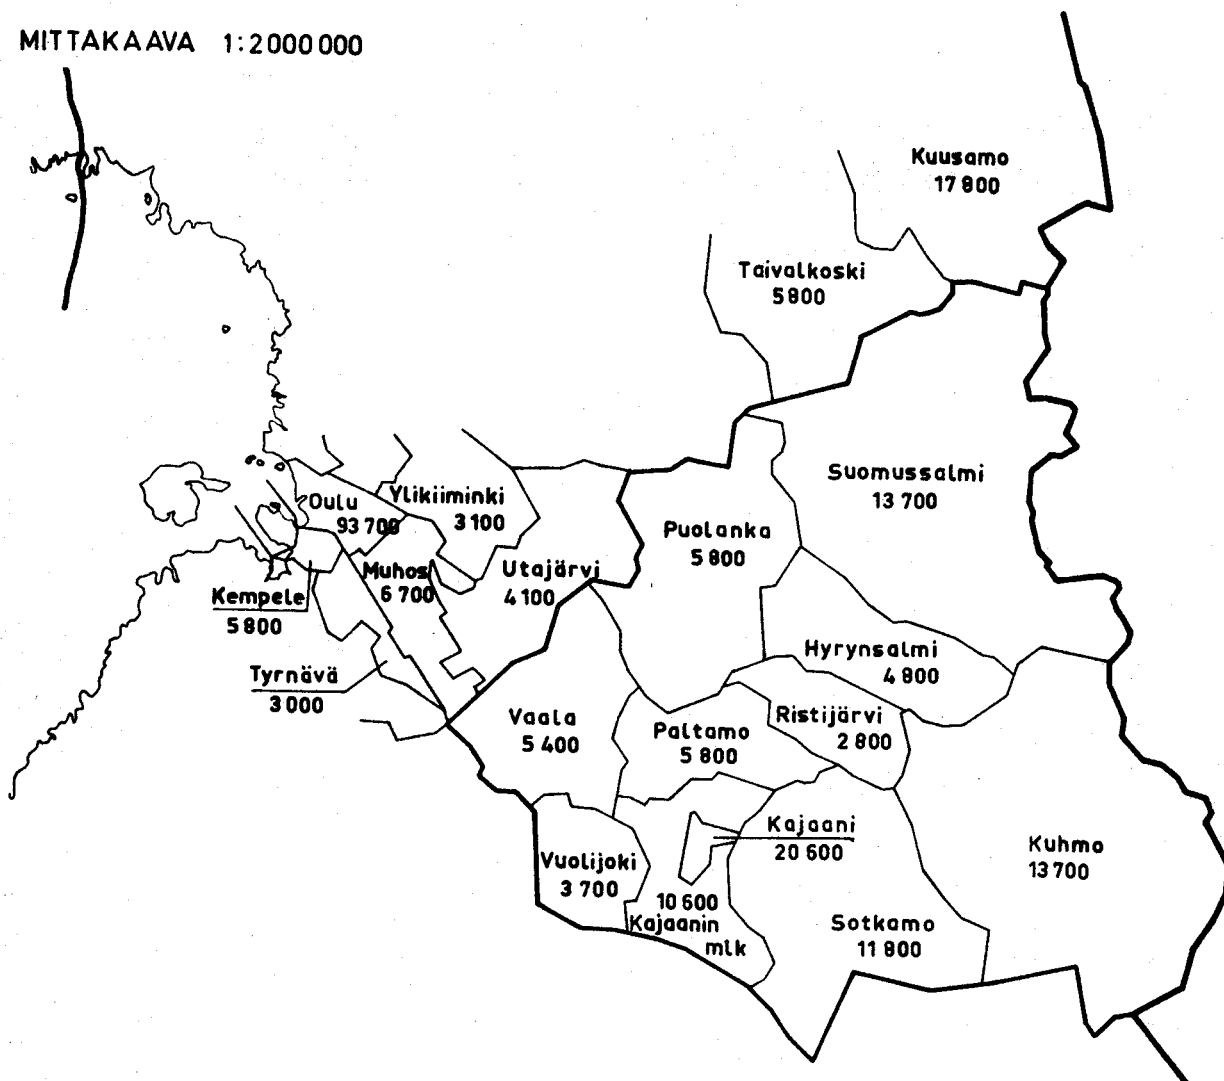 MITTAKAAVA 1:2 000 000
Kuusamo
17 800
Taivalkoski
5 800
Suomussalmi
13 700
Oulu
93 700
Ylikiiminki
3 100
Puolanka
5 800
Muhos
6 700
Utajärvi
4 100
Kempele
5 800
Hyrynsalmi
4 800
Tyrnävä
3 000
Vaala
5 400
Paltamo
5 800
Ristijärvi
2 800
Kajaani
20 600
Kuhmo
13 700
Vuolijoki
3 700
10 600
Kajaanin
mlk
Sotkamo
11 800